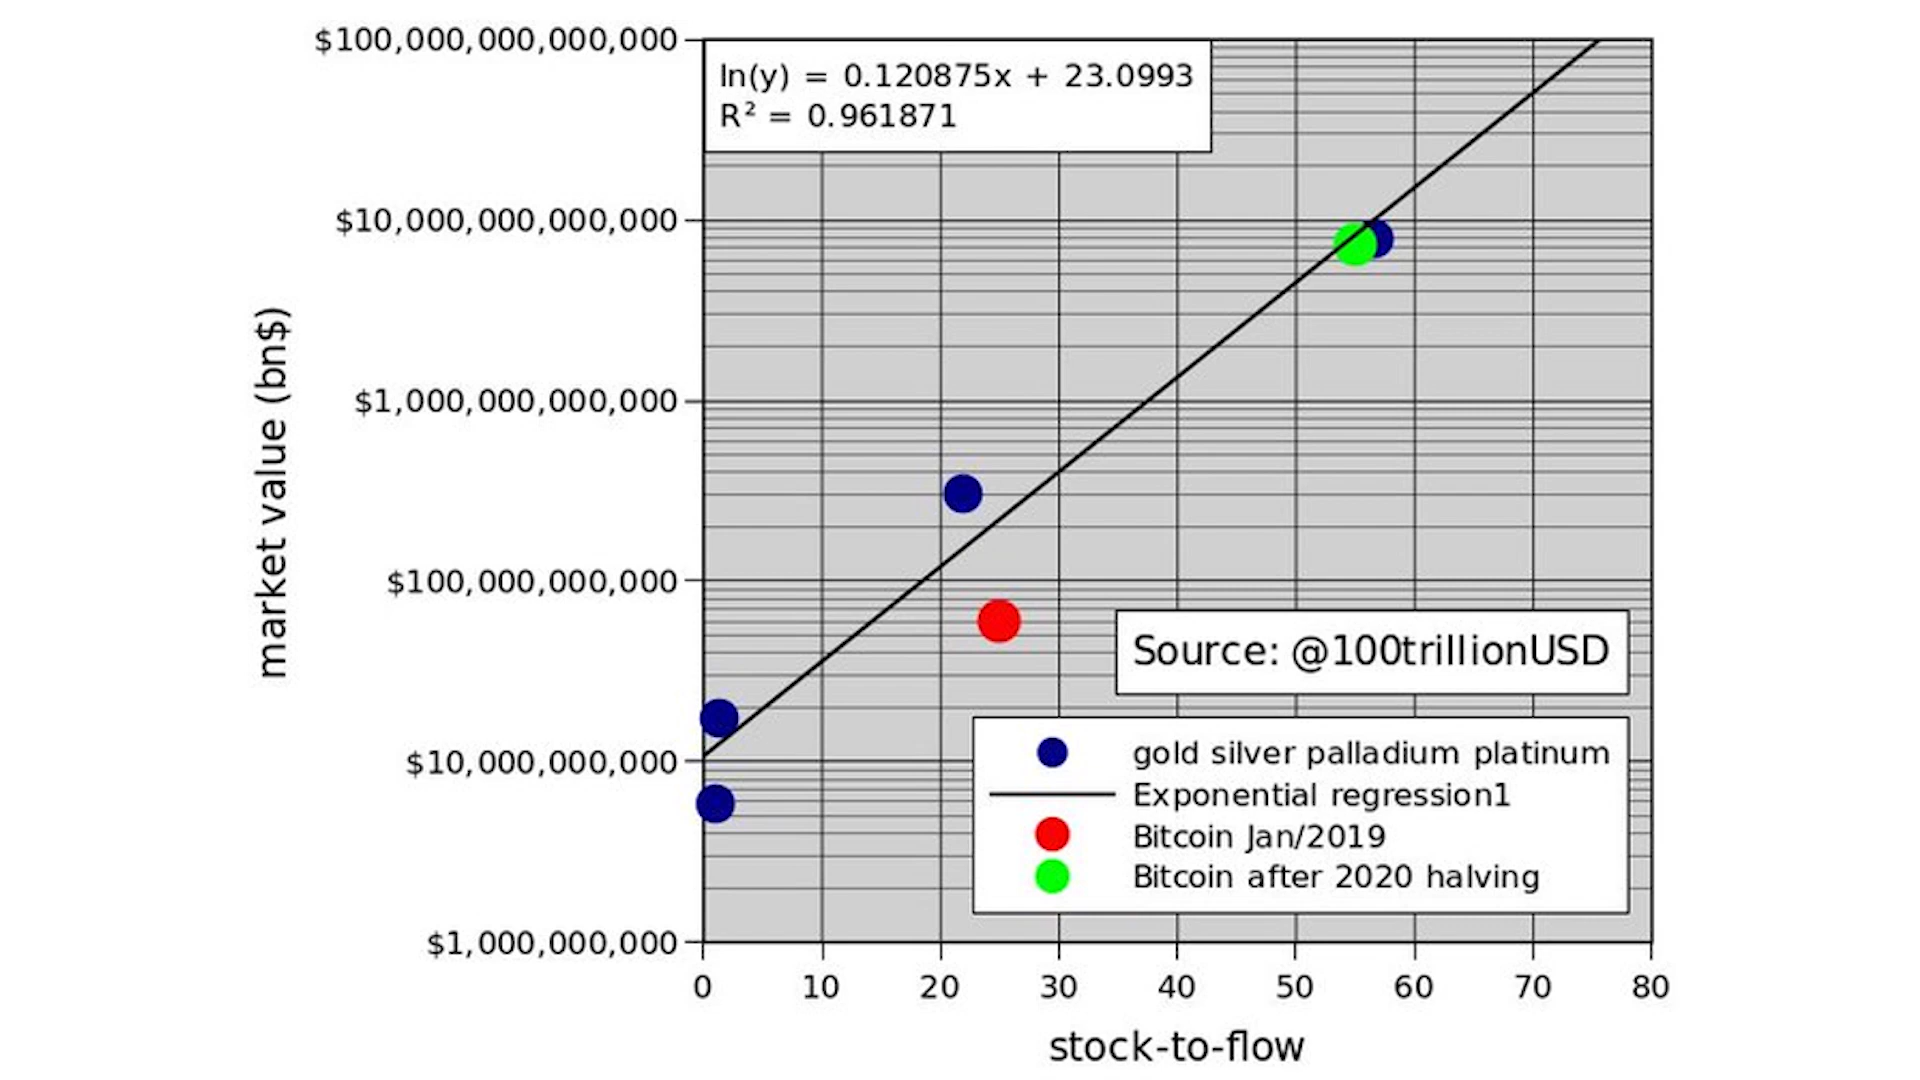 $100,000,000,000,000
$10,000,000,000,000
$1,000,000,000,000
$100,000,000,000
$10,000,000,000
$1,000,000,000
market value (bn$)
ln(y) = 0.120875x + 23.0993
R² = 0.961871
Source: @100trillionUSD
gold silver palladium platinum
Exponential regression1
Bitcoin Jan/2019
Bitcoin after 2020 halving
0 10 20 30 40 50 60 70 80
stock-to-flow